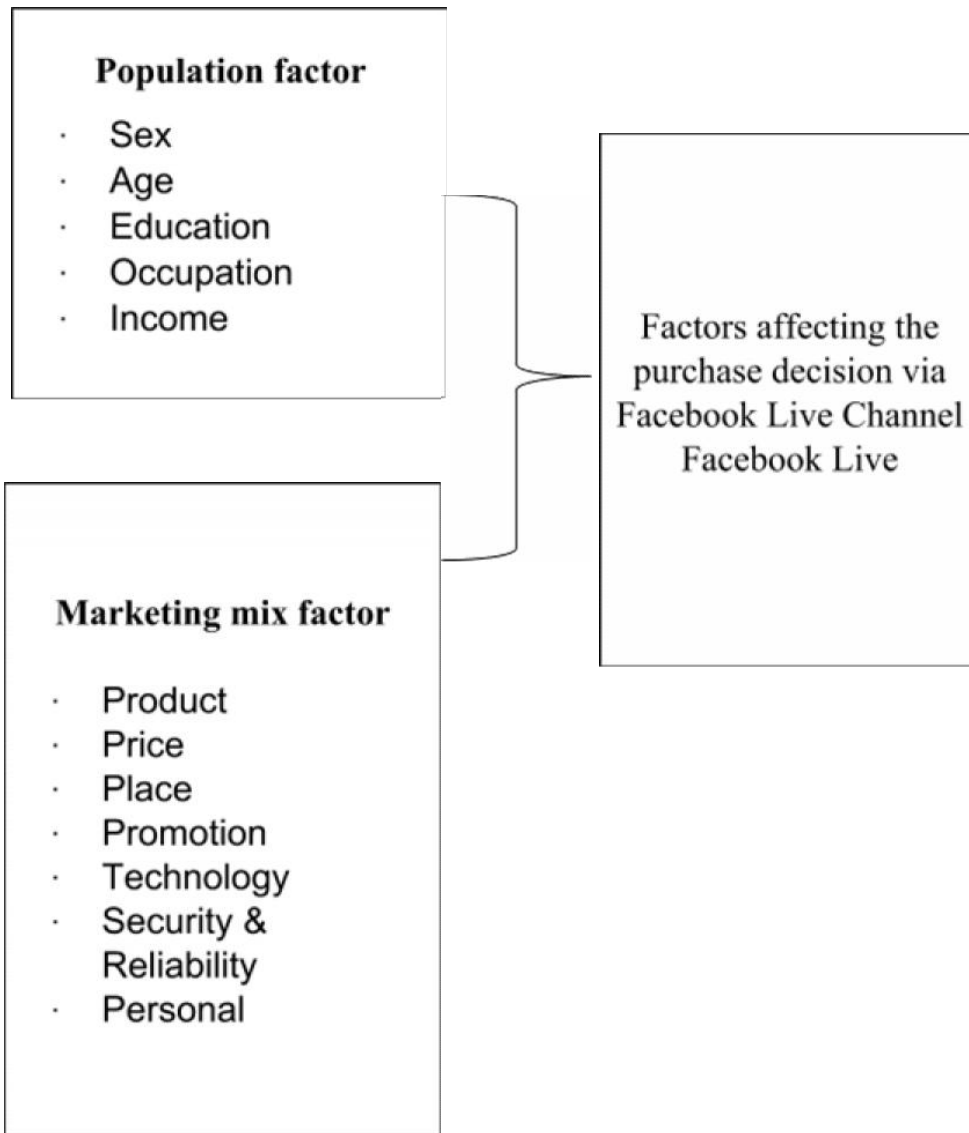 Population factor
· Sex
· Age
· Education
· Occupation
· Income
Factors affecting the
purchase decision via
Facebook Live Channel
Facebook Live
Marketing mix factor
· Product
· Price
· Place
· Promotion
· Technology
· Security &
Reliability
· Personal